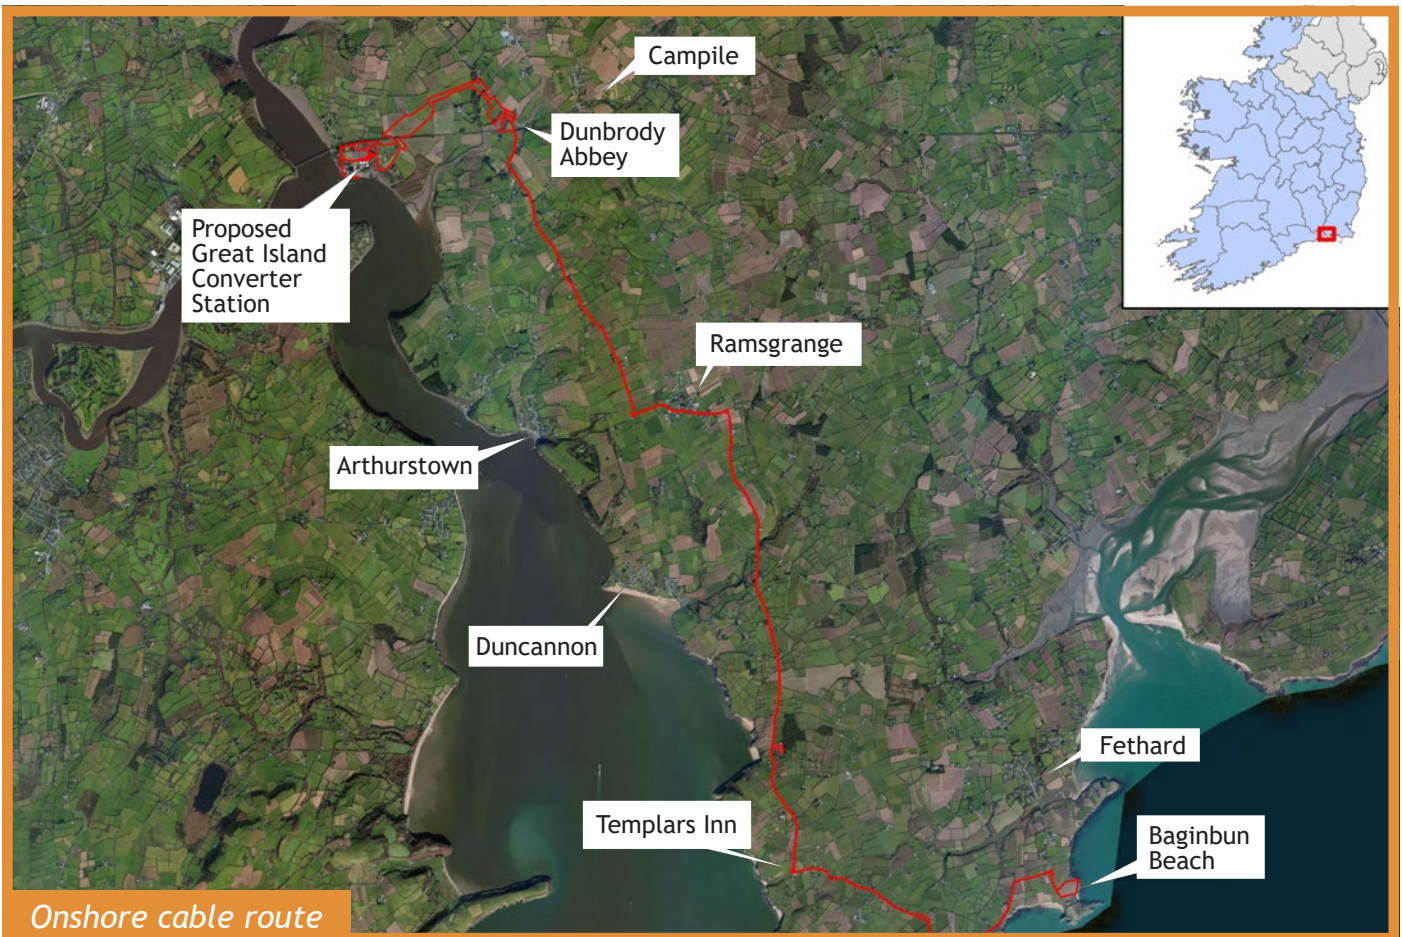 Campile
Dunbrody
Abbey
Proposed
Great Island
Converter
Station
Ramsgrange
Arthurstown
Duncannon
Fethard
Templars Inn
Baginbun
Beach
Onshore cable route